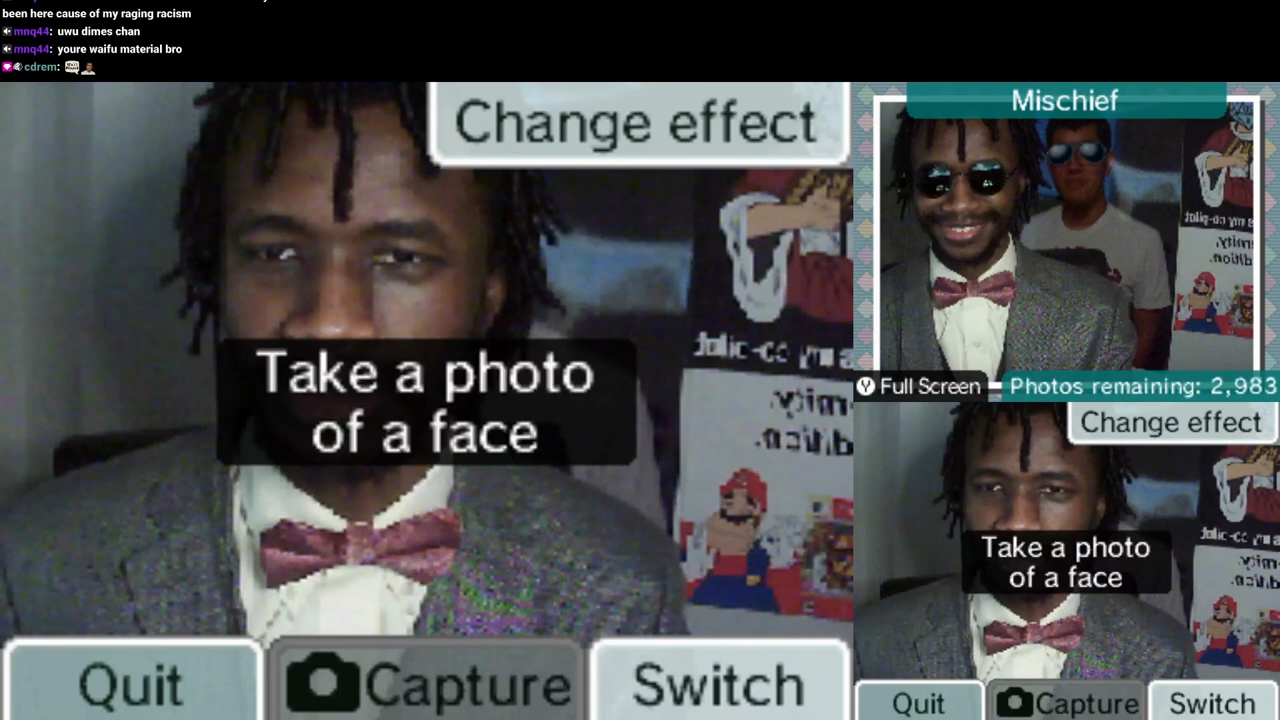 been here cause of my raging racism
mnq44: uwu dimes chan
mnq44: youre waifu material bro
cdrem:
Change effect
Mischief
Take a photo
of a face
Y Full Screen
Photos remaining: 2,983
Change effect
Take a photo
of a face
Quit
Capture
Switch
Quit
Capture
Switch